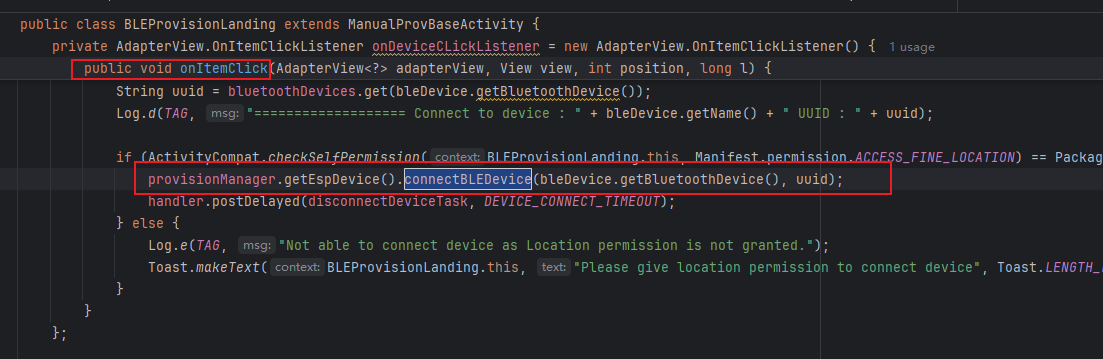 public class BLEProvisionLanding extends ManualProvBaseActivity {
private AdapterView.OnItemClickListener onDeviceCLickListener = new AdapterView.OnItemClickListener() { 1 usage
public void onItemClick(AdapterView<?> adapterView, View view, int position, long l) {
String uuid = bluetoothDevices.get(bleDevice.getBluetoothDevice());
Log.d(TAG, msg: "=================== Connect to device : " + bleDevice.getName() + " UUID : " + uuid);
if (ActivityCompat.checkSelfPermission( context: BLEProvisionLanding.this, Manifest.permission.ACCESS_FINE_LOCATION) == Packag
provisionManager.getEspDevice().connectBLEDevice(bleDevice.getBluetoothDevice(), uuid);
handler.postDelayed(disconnectDeviceTask, DEVICE_CONNECT_TIMEOUT);
} else {
Log.e(TAG, msg: "Not able to connect device as Location permission is not granted.");
Toast.makeText( context: BLEProvisionLanding.this, text: "Please give location permission to connect device", Toast.LENGTH_
}
}
};